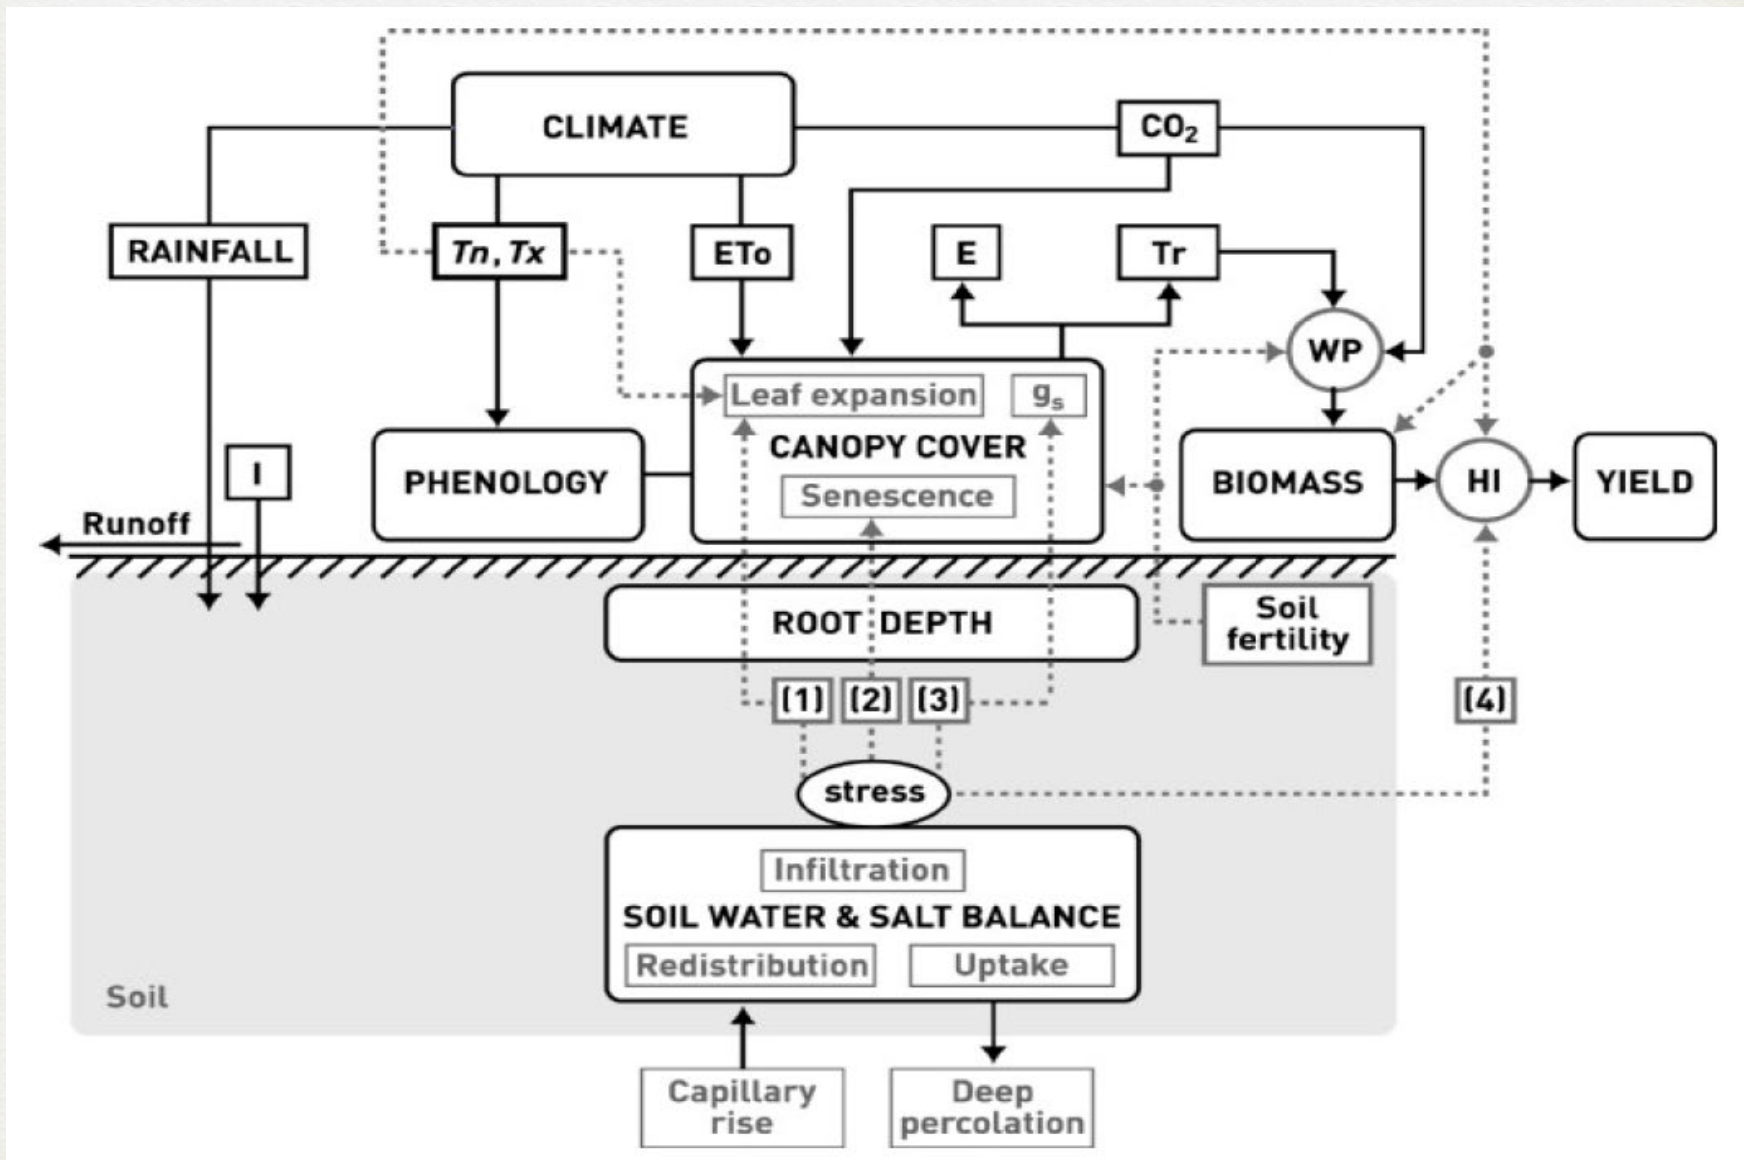 CLIMATE
CO₂
RAINFALL
Tn, Tx
ETo
E
Tr
WP
Leaf expansion
gₛ
CANOPY COVER
Senescence
PHENOLOGY
I
BIOMASS
HI
YIELD
Runoff
ROOT DEPTH
Soil
fertility
(1)
(2)
(3)
(4)
stress
Infiltration
SOIL WATER & SALT BALANCE
Redistribution
Uptake
Soil
Capillary
rise
Deep
percolation